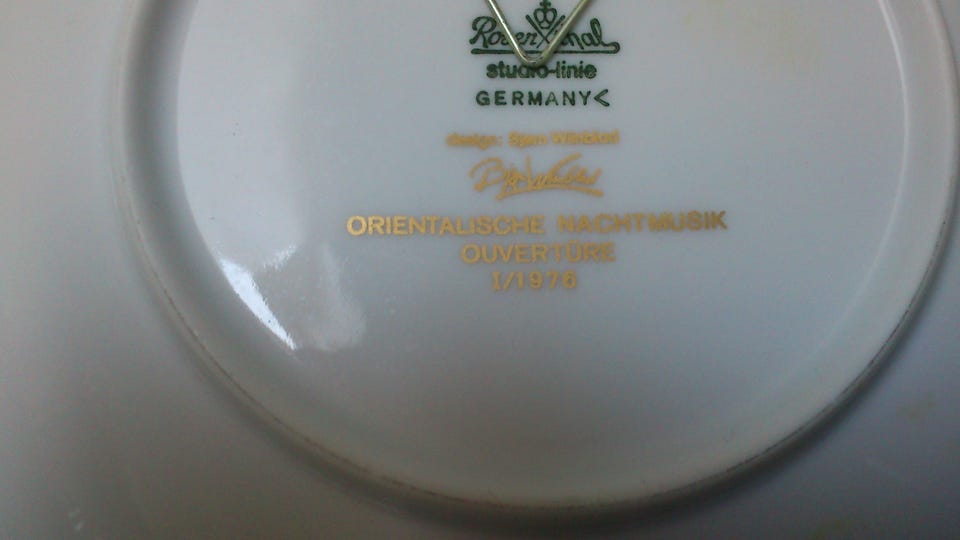 Rosenthal
studio-linie
GERMANY
design: Bjørn Wiinblad
ORIENTALISCHE NACHTMUSIK
OUVERTÜRE
I/1976